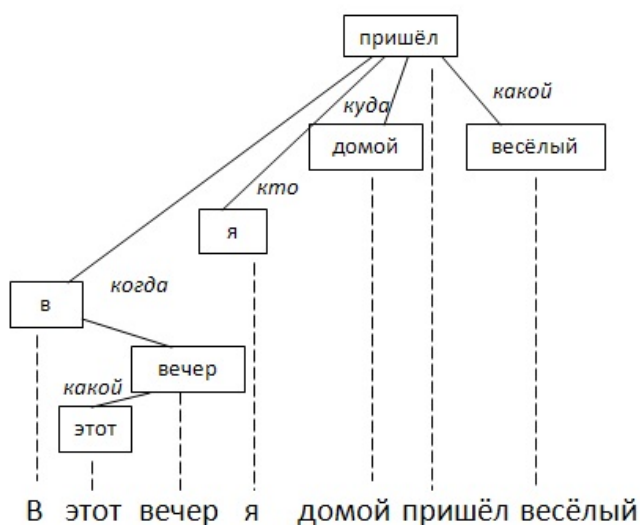 пришёл
куда
какой
домой
весёлый
кто
я
когда
в
вечер
какой
этот
В этот вечер я домой пришёл весёлый